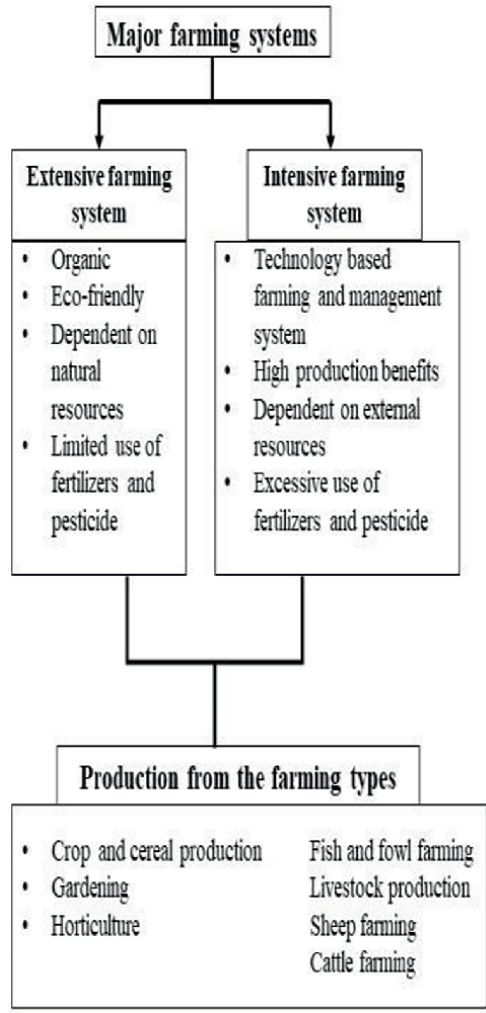 Major farming systems
Extensive farming
system
• Organic
• Eco-friendly
• Dependent on
natural
resources
• Limited use of
fertilizers and
pesticide
Intensive farming
system
• Technology based
farming and management
system
• High production benefits
• Dependent on external
resources
• Excessive use of
fertilizers and pesticide
Production from the farming types
• Crop and cereal production
• Gardening
• Horticulture
Fish and fowl farming
Livestock production
Sheep farming
Cattle farming